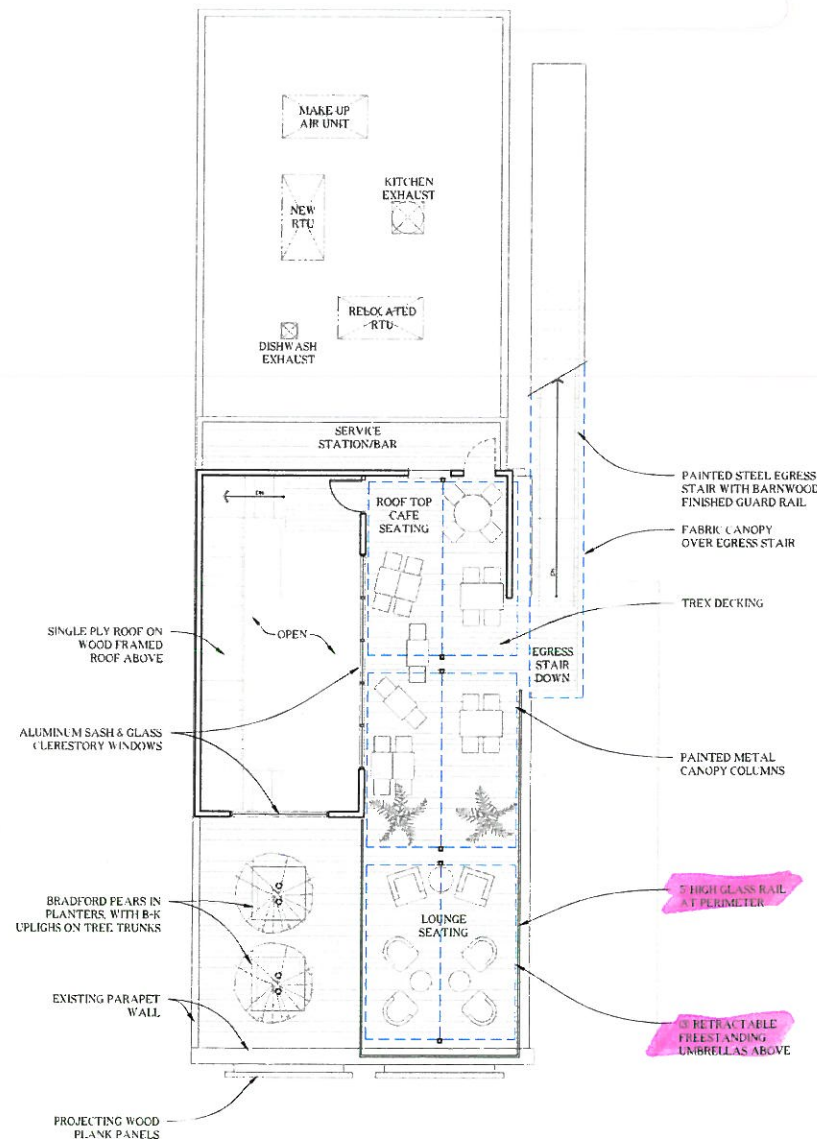 MAKE-UP
AIR UNIT
KITCHEN
EXHAUST
NEW
RTU
RELOCATED
RTU
DISHWASH
EXHAUST
SERVICE
STATION/BAR
ROOF TOP
CAFE
SEATING
PAINTED STEEL EGRESS
STAIR WITH BARNWOOD
FINISHED GUARD RAIL
FABRIC CANOPY
OVER EGRESS STAIR
TREX DECKING
SINGLE PLY ROOF ON
WOOD FRAMED
ROOF ABOVE
OPEN
EGRESS
STAIR
DOWN
ALUMINUM SASH & GLASS
CLERESTORY WINDOWS
PAINTED METAL
CANOPY COLUMNS
BRADFORD PEARS IN
PLANTERS, WITH B-K
UPLIGHS ON TREE TRUNKS
HIGH GLASS RAIL
AT PERIMETER
LOUNGE
SEATING
EXISTING PARAPET
WALL
RETRACTABLE
FREESTANDING
UMBRELLAS ABOVE
PROJECTING WOOD
PLANK PANELS